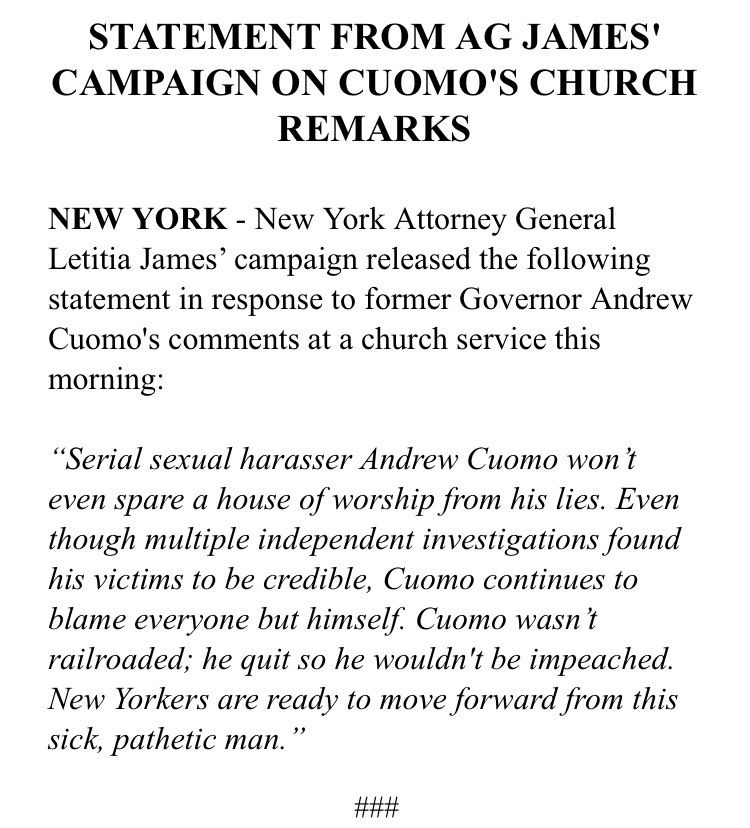 STATEMENT FROM AG JAMES'
CAMPAIGN ON CUOMO'S CHURCH
REMARKS
NEW YORK - New York Attorney General
Letitia James’ campaign released the following
statement in response to former Governor Andrew
Cuomo's comments at a church service this
morning:
“Serial sexual harasser Andrew Cuomo won’t
even spare a house of worship from his lies. Even
though multiple independent investigations found
his victims to be credible, Cuomo continues to
blame everyone but himself. Cuomo wasn’t
railroaded; he quit so he wouldn't be impeached.
New Yorkers are ready to move forward from this
sick, pathetic man.”
###